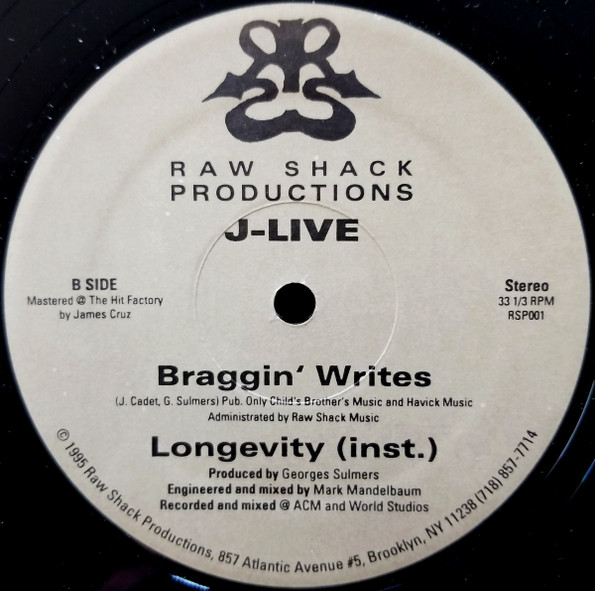 RAW SHACK
PRODUCTIONS
J-LIVE
B SIDE
Mastered @ The Hit Factory
by James Cruz
Stereo
33 1/3 RPM
RSP001
Braggin' Writes
(J. Cadet, G. Sulmers) Pub. Only Child's Brother's Music and Havick Music
Administrated by Raw Shack Music
Longevity (inst.)
Produced by Georges Sulmers
Engineered and mixed by Mark Mandelbaum
Recorded and mixed @ ACM and World Studios
© 1995 Raw Shack Productions, 857 Atlantic Avenue #5, Brooklyn, NY 11238 (718) 857-7714